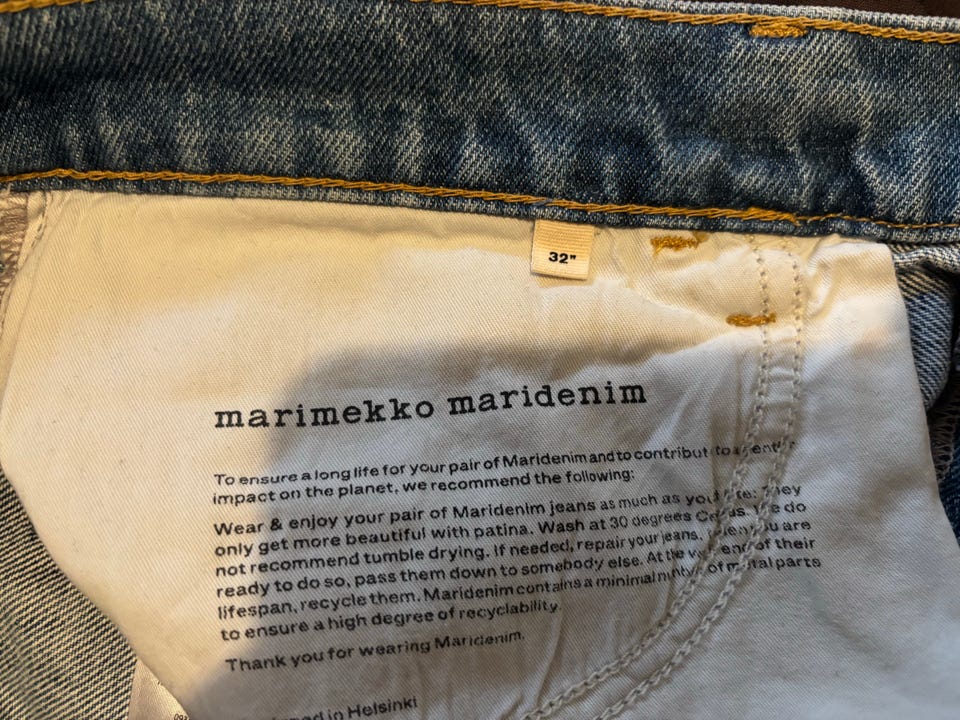 32"
marimekko maridenim
To ensure a long life for your pair of Maridenim and to contribute to a gentler
impact on the planet, we recommend the following:
Wear & enjoy your pair of Maridenim jeans as much as you like: they
only get more beautiful with patina. Wash at 30 degrees Celsius. We do
not recommend tumble drying. If needed, repair your jeans. When you are
ready to do so, pass them down to somebody else. At the very end of their
lifespan, recycle them. Maridenim contains a minimal number of metal parts
to ensure a high degree of recyclability.
Thank you for wearing Maridenim.
in Helsinki